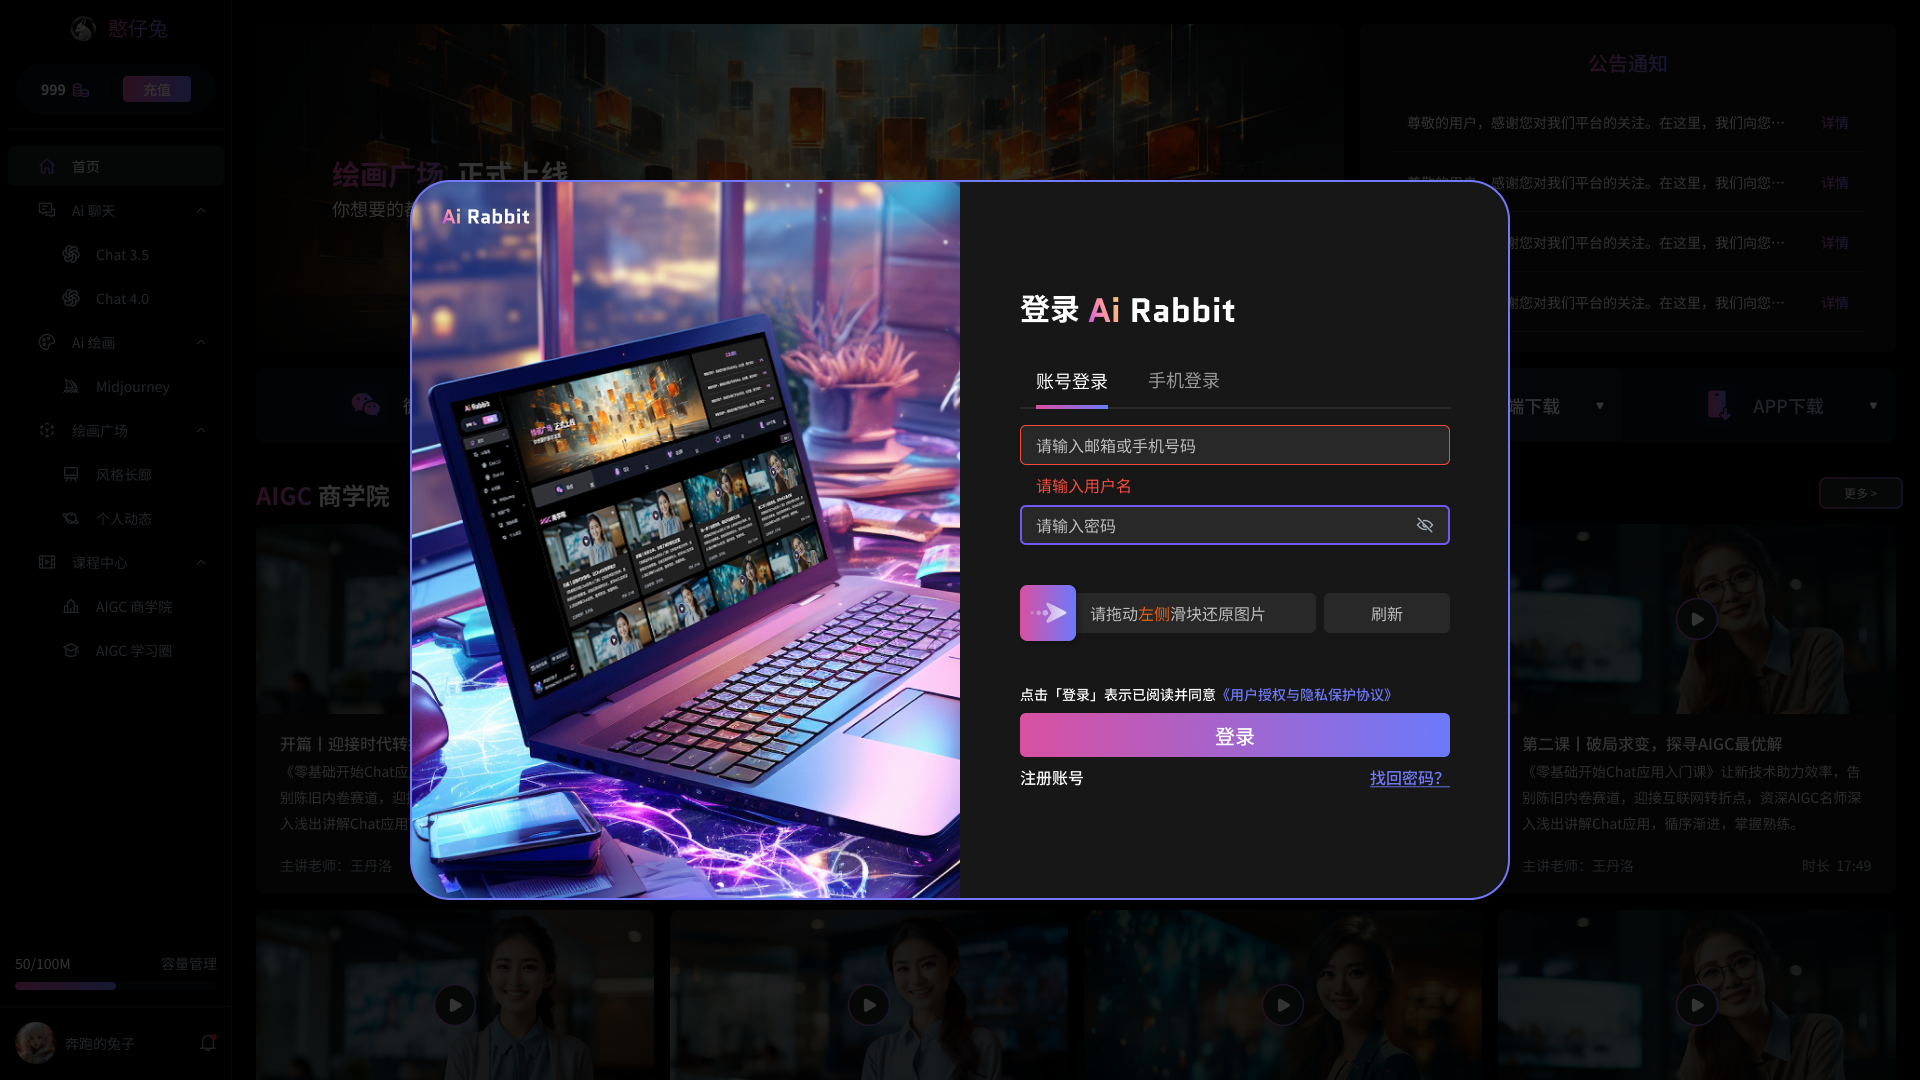 憨仔兔
999
充值
首页
Ai 聊天
Chat 3.5
Chat 4.0
Ai 绘画
Midjourney
绘画广场
风格长廊
个人动态
课程中心
AIGC 商学院
AIGC 学习圈
50/100M
容量管理
奔跑的兔子
绘画广场 正式上线
你想要的
公告通知
尊敬的用户，感谢您对我们平台的关注。在这里，我们向您…
详情
尊敬的用户，感谢您对我们平台的关注。在这里，我们向您…
详情
谢您对我们平台的关注。在这里，我们向您…
详情
谢您对我们平台的关注。在这里，我们向您…
详情
端下载
APP下载
AIGC 商学院
更多 >
Ai Rabbit
登录 Ai Rabbit
账号登录
手机登录
请输入邮箱或手机号码
请输入用户名
请输入密码
请拖动左侧滑块还原图片
刷新
点击「登录」表示已阅读并同意《用户授权与隐私保护协议》
登录
注册账号
找回密码？
开篇丨迎接时代转
《零基础开始Chat应
别陈旧内卷赛道，迎
入浅出讲解Chat应用
主讲老师：王丹洛
第二课丨破局求变，探寻AIGC最优解
《零基础开始Chat应用入门课》让新技术助力效率，告
别陈旧内卷赛道，迎接互联网转折点，资深AIGC名师深
入浅出讲解Chat应用，循序渐进，掌握熟练。
主讲老师：王丹洛
时长 17:49